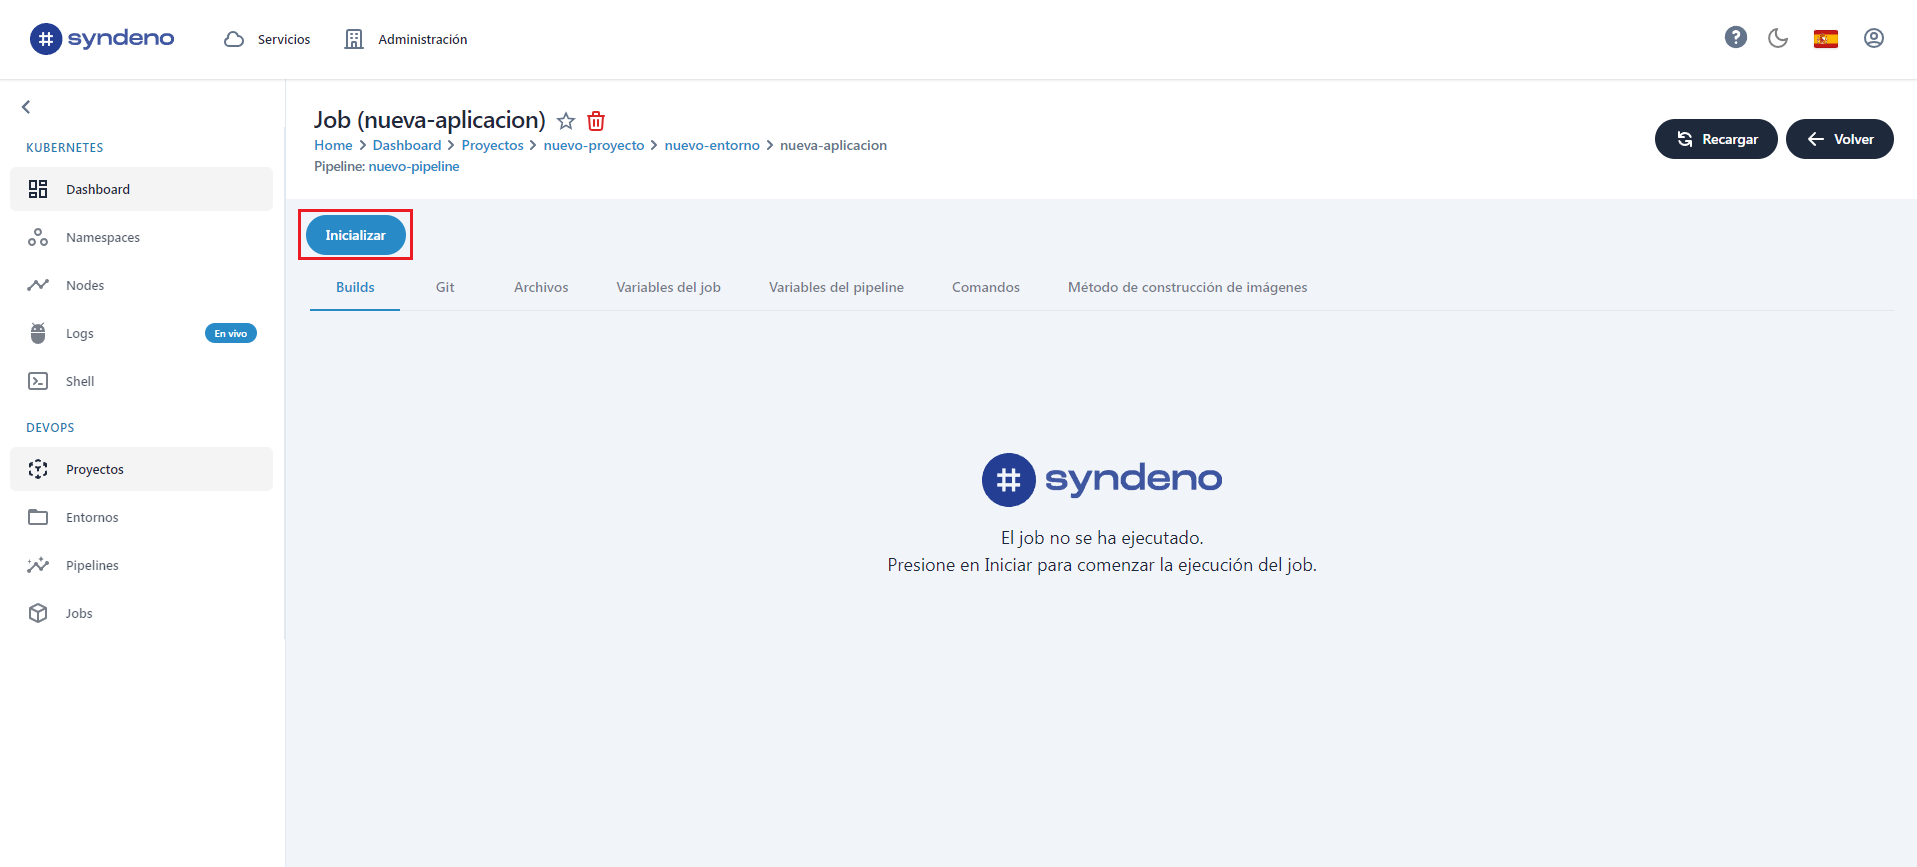 syndeno
Servicios
Administración
KUBERNETES
Dashboard
Namespaces
Nodes
Logs
En vivo
Shell
DEVOPS
Proyectos
Entornos
Pipelines
Jobs
Job (nueva-aplicacion)
Home > Dashboard > Proyectos > nuevo-proyecto > nuevo-entorno > nueva-aplicacion
Pipeline: nuevo-pipeline
Recargar
Volver
Inicializar
Builds
Git
Archivos
Variables del job
Variables del pipeline
Comandos
Método de construcción de imágenes
syndeno
El job no se ha ejecutado.
Presione en Iniciar para comenzar la ejecución del job.